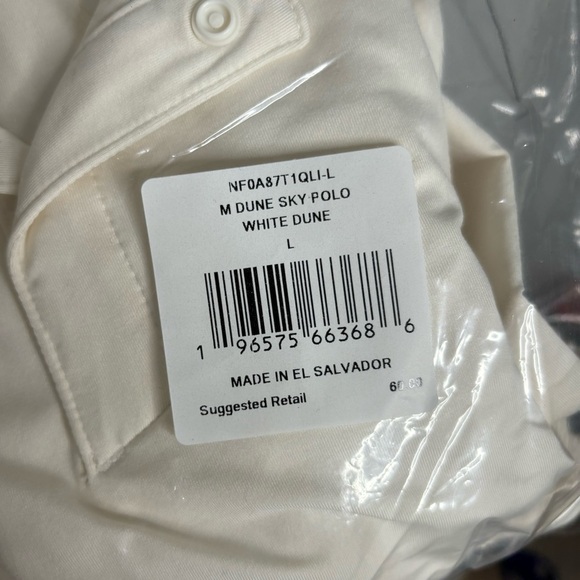 NF0A87T1QLI-L
M DUNE SKY POLO
WHITE DUNE
L
1 96575 66368 6
MADE IN EL SALVADOR
Suggested Retail